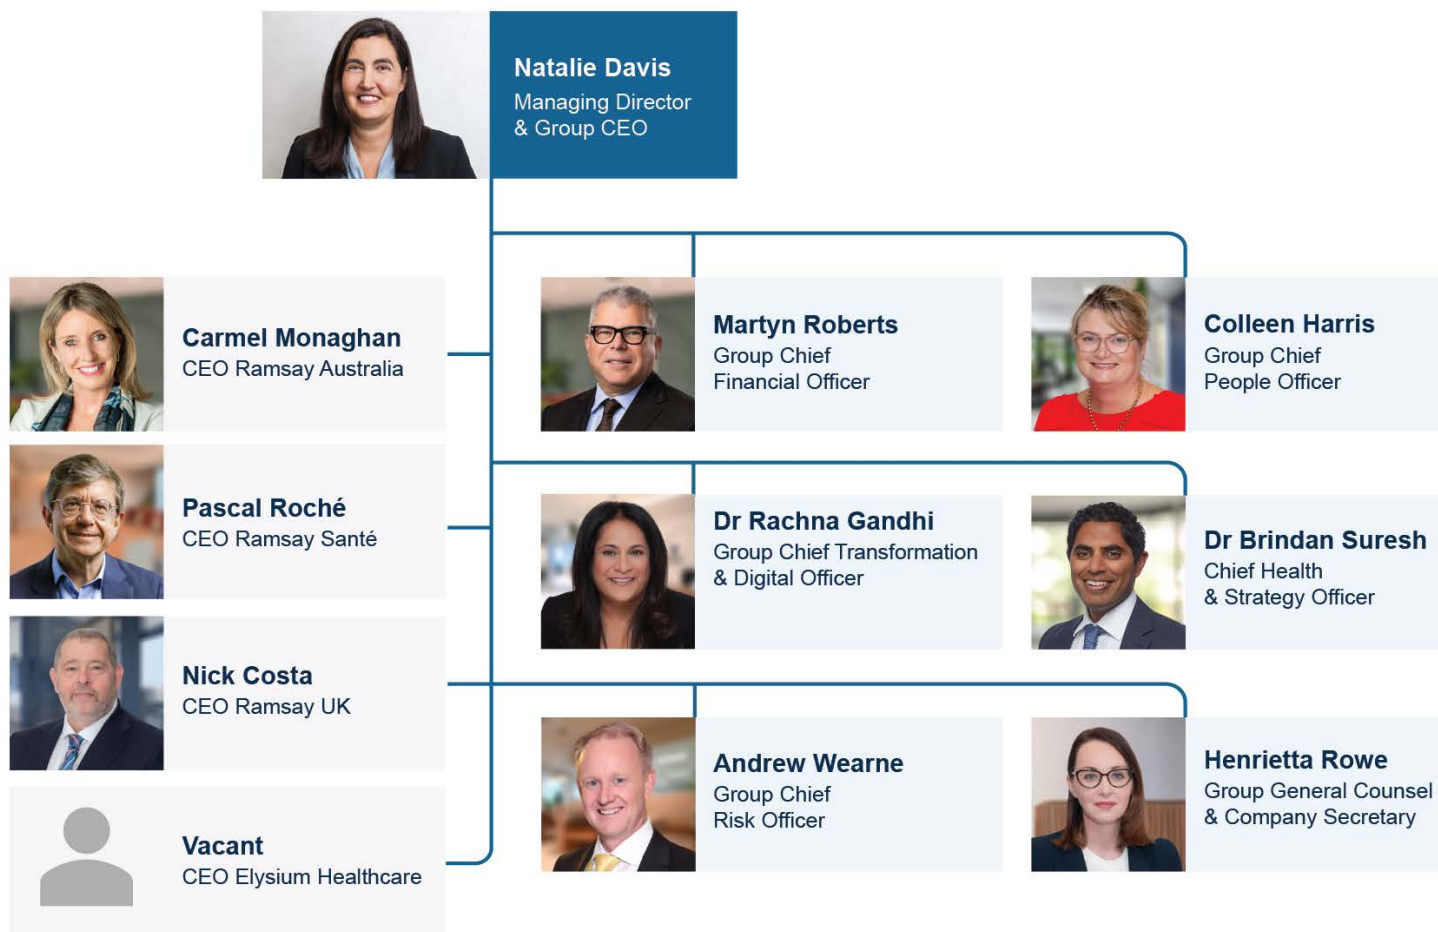 Natalie Davis
Managing Director
& Group CEO
Carmel Monaghan
CEO Ramsay Australia
Martyn Roberts
Group Chief
Financial Officer
Colleen Harris
Group Chief
People Officer
Pascal Roché
CEO Ramsay Santé
Dr Rachna Gandhi
Group Chief Transformation
& Digital Officer
Dr Brindan Suresh
Chief Health
& Strategy Officer
Nick Costa
CEO Ramsay UK
Andrew Wearne
Group Chief
Risk Officer
Henrietta Rowe
Group General Counsel
& Company Secretary
Vacant
CEO Elysium Healthcare